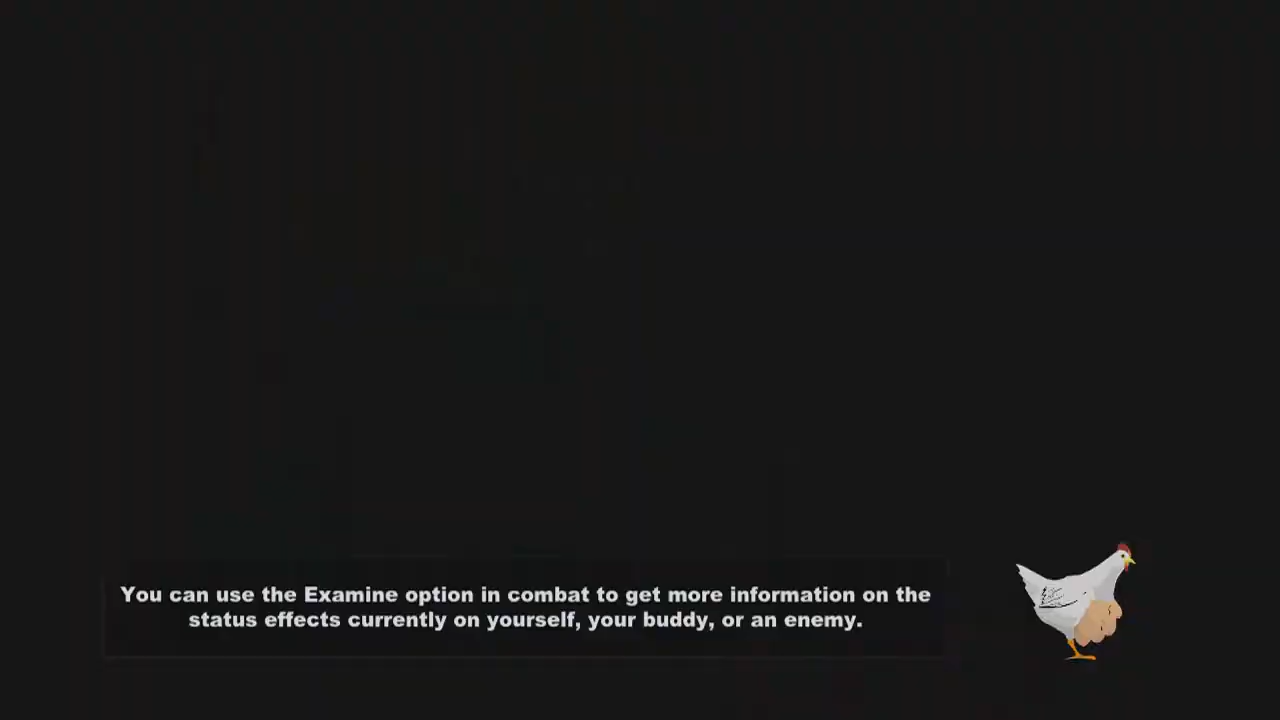 You can use the Examine option in combat to get more information on the
status effects currently on yourself, your buddy, or an enemy.